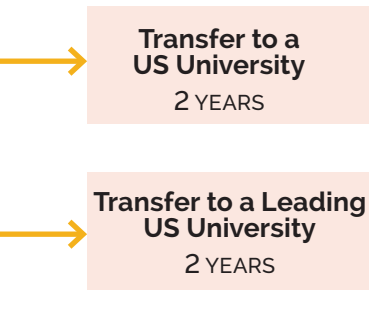 Transfer to a
US University
2 YEARS
Transfer to a Leading
US University
2 YEARS